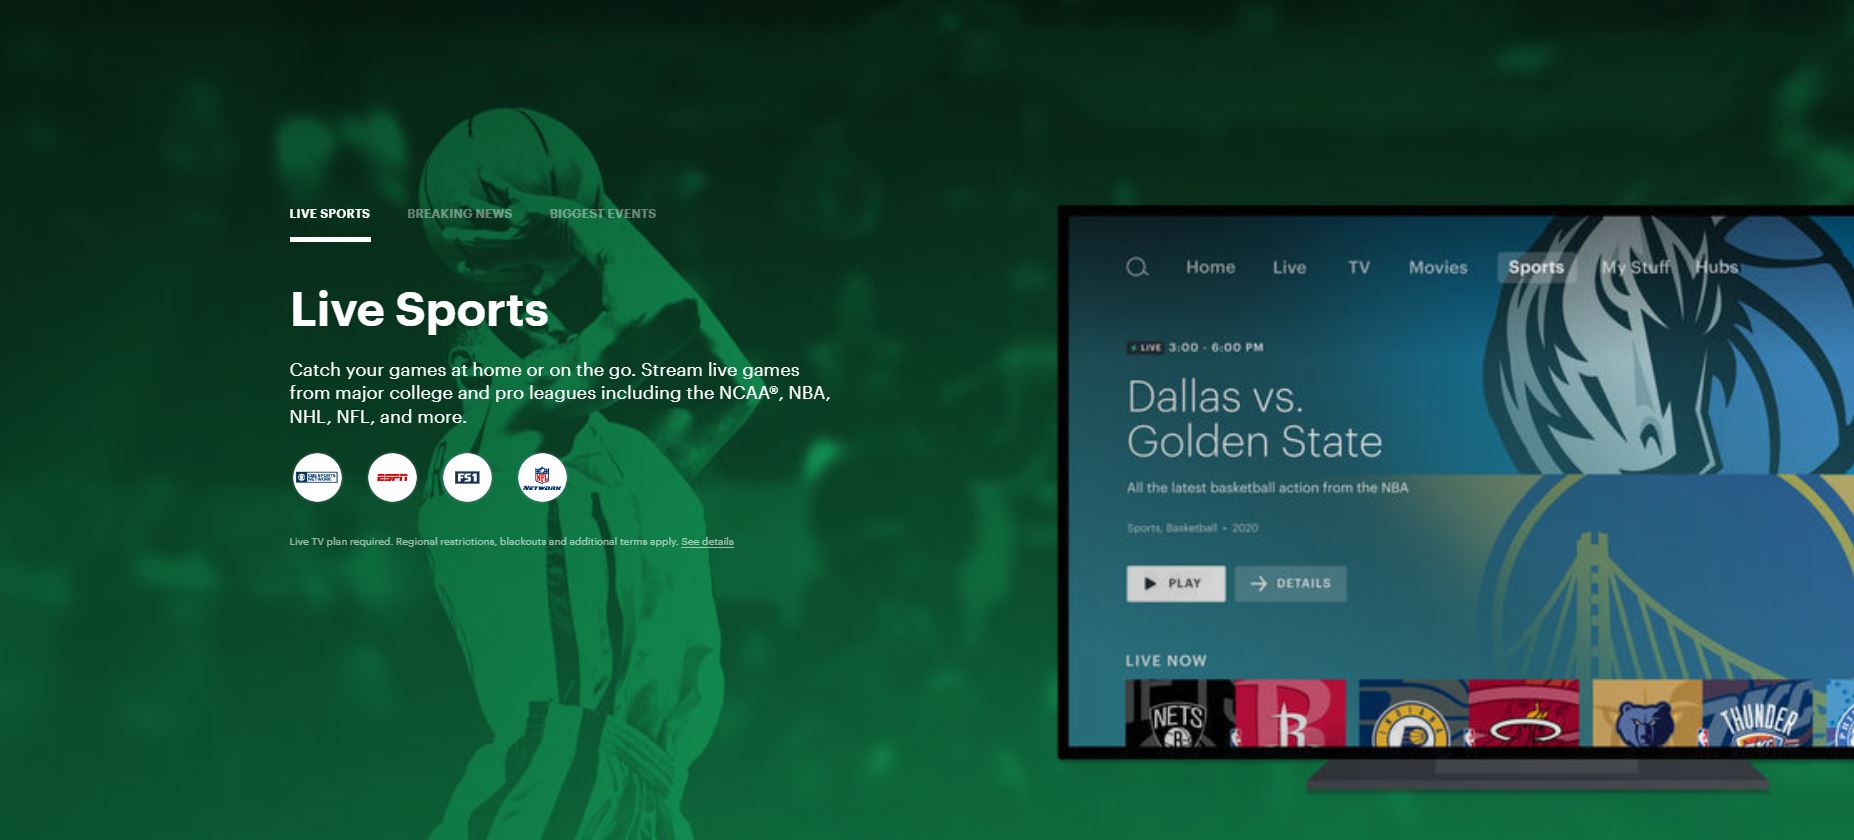 LIVE SPORTS BREAKING NEWS BIGGEST EVENTS
Live Sports
Catch your games at home or on the go. Stream live games
from major college and pro leagues including the NCAA®, NBA,
NHL, NFL, and more.
CBS SPORTS NETWORK
ESPN
FS1
NFL NETWORK
Live TV plan required. Regional restrictions, blackouts and additional terms apply. See details
Home Live TV Movies Sports My Stuff Hubs
LIVE 3:00 - 6:00 PM
Dallas vs.
Golden State
All the latest basketball action from the NBA
Sports, Basketball • 2020
PLAY DETAILS
LIVE NOW
NETS
R
INDIANA
THUNDER